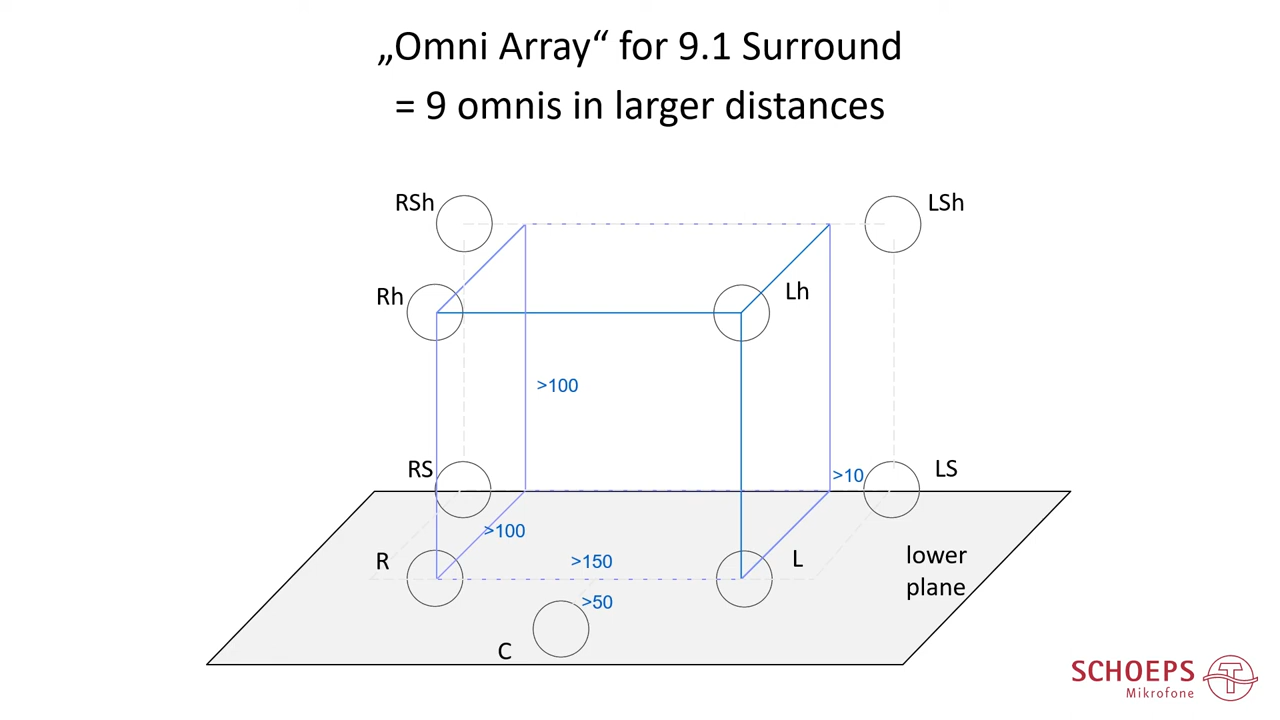 „Omni Array“ for 9.1 Surround
= 9 omnis in larger distances
RSh
LSh
Rh
Lh
>100
RS
LS
>10
>100
R
>150
L
lower
plane
>50
C
SCHOEPS
Mikrofone